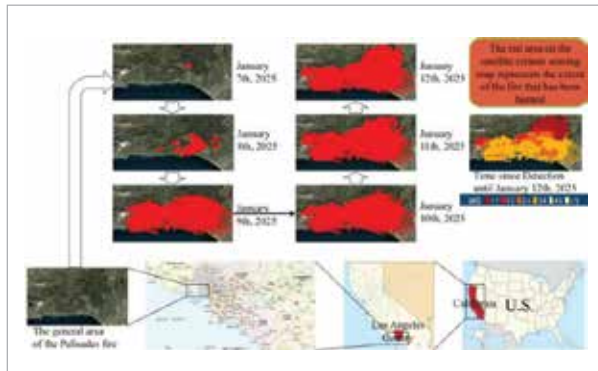 January
7th, 2025
January
8th, 2025
January
9th, 2025
January
12th, 2025
January
11th, 2025
January
10th, 2025
The red area on the
satellite remote sensing
map represents the extent
of the fire that has been
burned
Time since Detection
until January 12th, 2025
The general area
of the Palisades fire
Los Angeles
County
California
U.S.